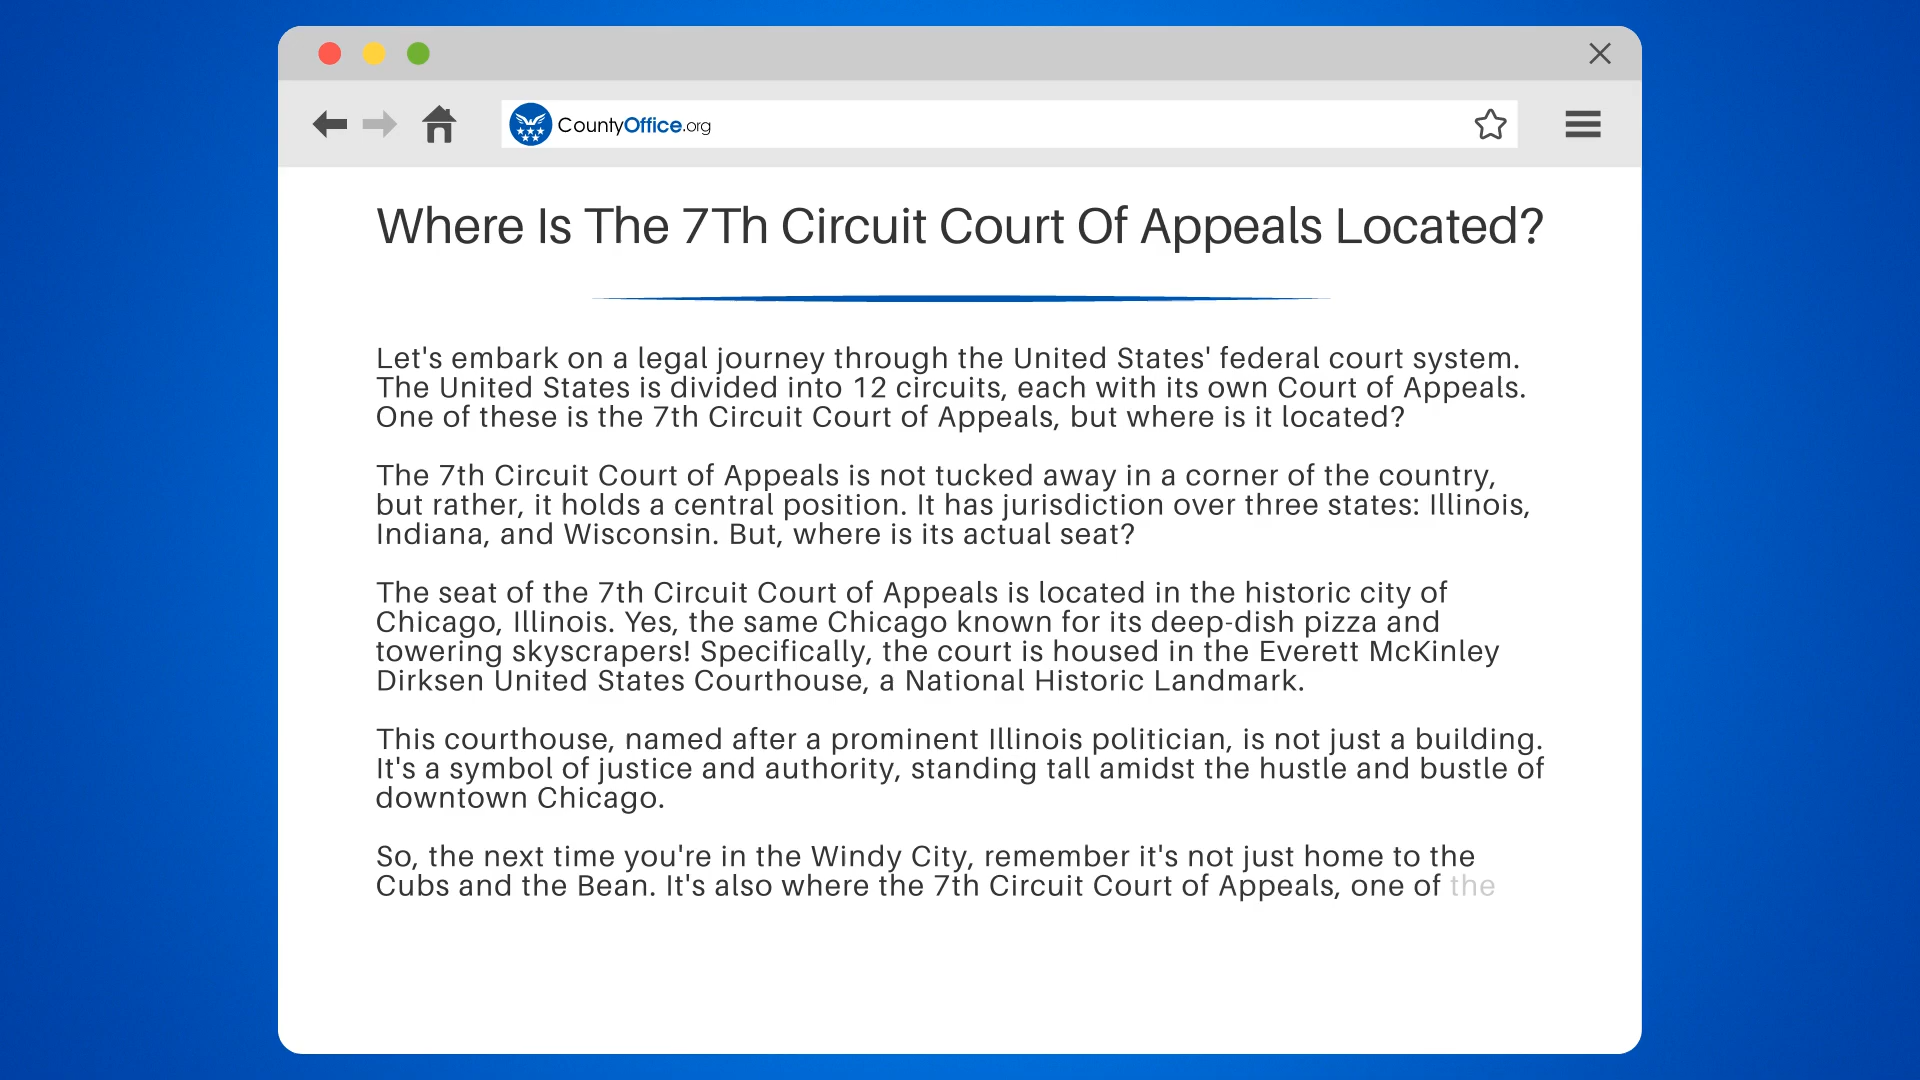 CountyOffice.org
Where Is The 7Th Circuit Court Of Appeals Located?
Let's embark on a legal journey through the United States' federal court system.
The United States is divided into 12 circuits, each with its own Court of Appeals.
One of these is the 7th Circuit Court of Appeals, but where is it located?
The 7th Circuit Court of Appeals is not tucked away in a corner of the country,
but rather, it holds a central position. It has jurisdiction over three states: Illinois,
Indiana, and Wisconsin. But, where is its actual seat?
The seat of the 7th Circuit Court of Appeals is located in the historic city of
Chicago, Illinois. Yes, the same Chicago known for its deep-dish pizza and
towering skyscrapers! Specifically, the court is housed in the Everett McKinley
Dirksen United States Courthouse, a National Historic Landmark.
This courthouse, named after a prominent Illinois politician, is not just a building.
It's a symbol of justice and authority, standing tall amidst the hustle and bustle of
downtown Chicago.
So, the next time you're in the Windy City, remember it's not just home to the
Cubs and the Bean. It's also where the 7th Circuit Court of Appeals, one of the